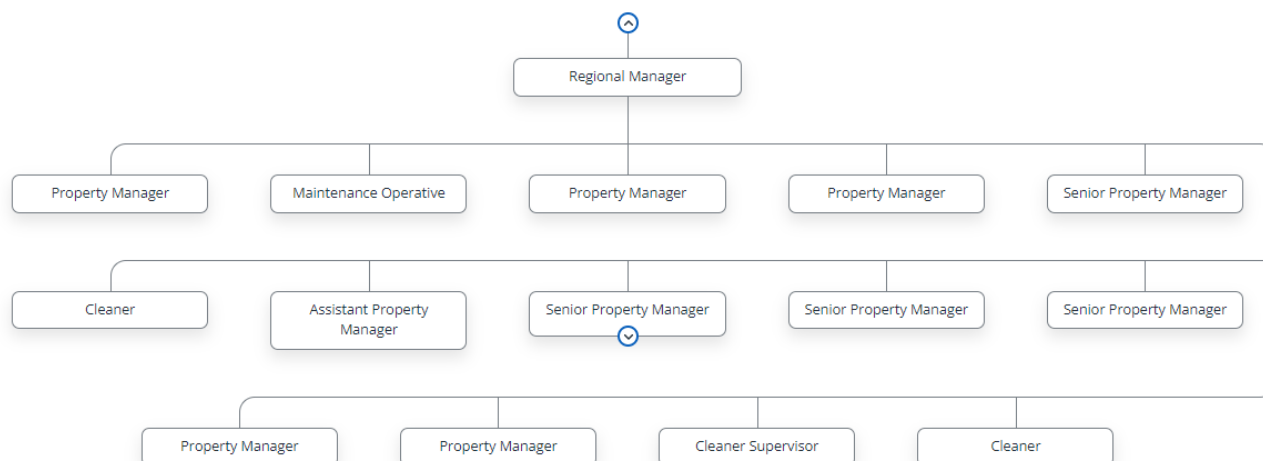 Regional Manager
Property Manager
Maintenance Operative
Property Manager
Property Manager
Senior Property Manager
Cleaner
Assistant Property
Manager
Senior Property Manager
Senior Property Manager
Senior Property Manager
Property Manager
Property Manager
Cleaner Supervisor
Cleaner